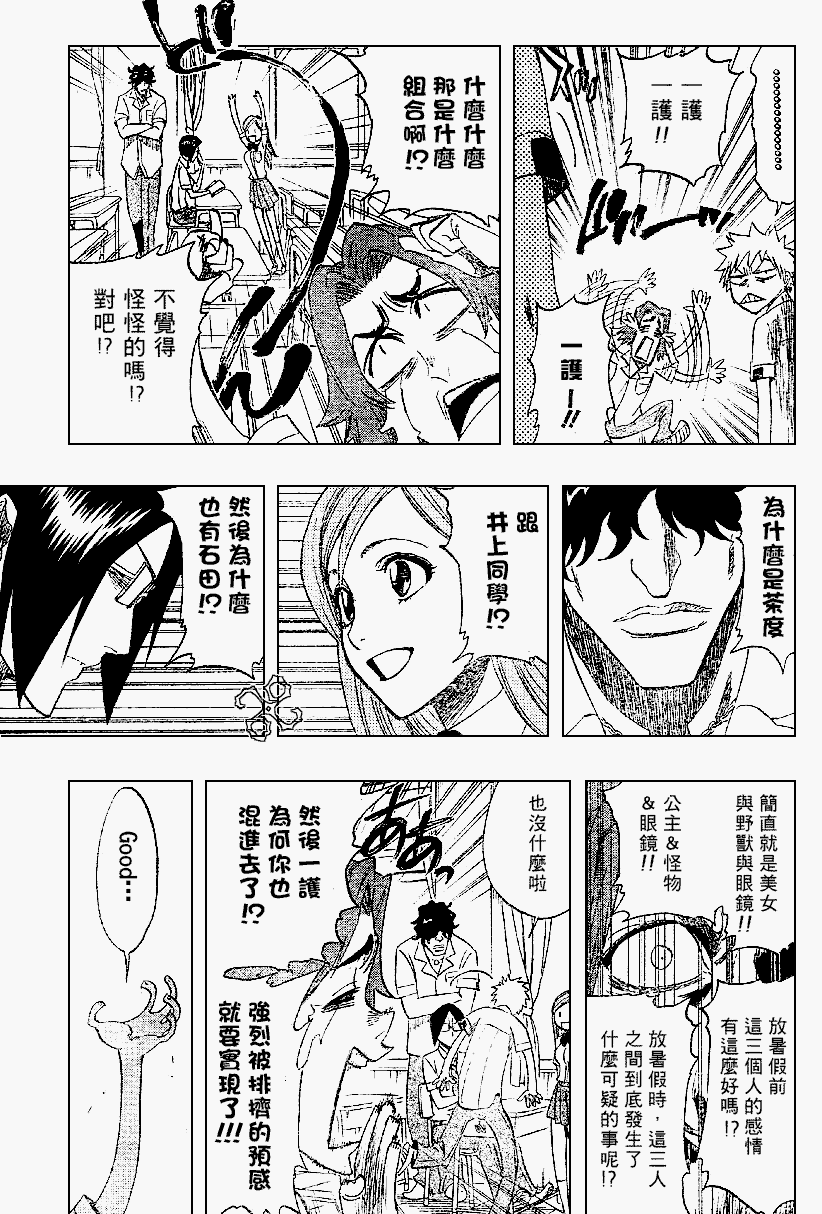 ………………
一護
一護!!
一護—!!
什麼什麼
那是什麼
組合啊!?
不覺得
怪怪的嗎!?
對吧!?
為什麼是茶度
跟
井上同學!?
然後為什麼
也有石田!?
簡直就是美女
與野獸與眼鏡!!
公主&怪物
&眼鏡!!
放暑假前
這三個人的感情
有這麼好嗎!?
放暑假時，這三人
之間到底發生了
什麼可疑的事呢!?
也沒什麼啦
ああっ
然後一護
為何你也
混進去了!?
強烈被排擠的預感
就要實現了!!!
Good…